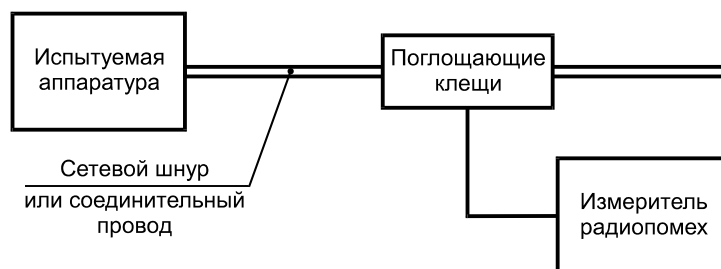 Испытуемая
аппаратура
Поглощающие
клещи
Сетевой шнур
или соединительный
провод
Измеритель
радиопомех